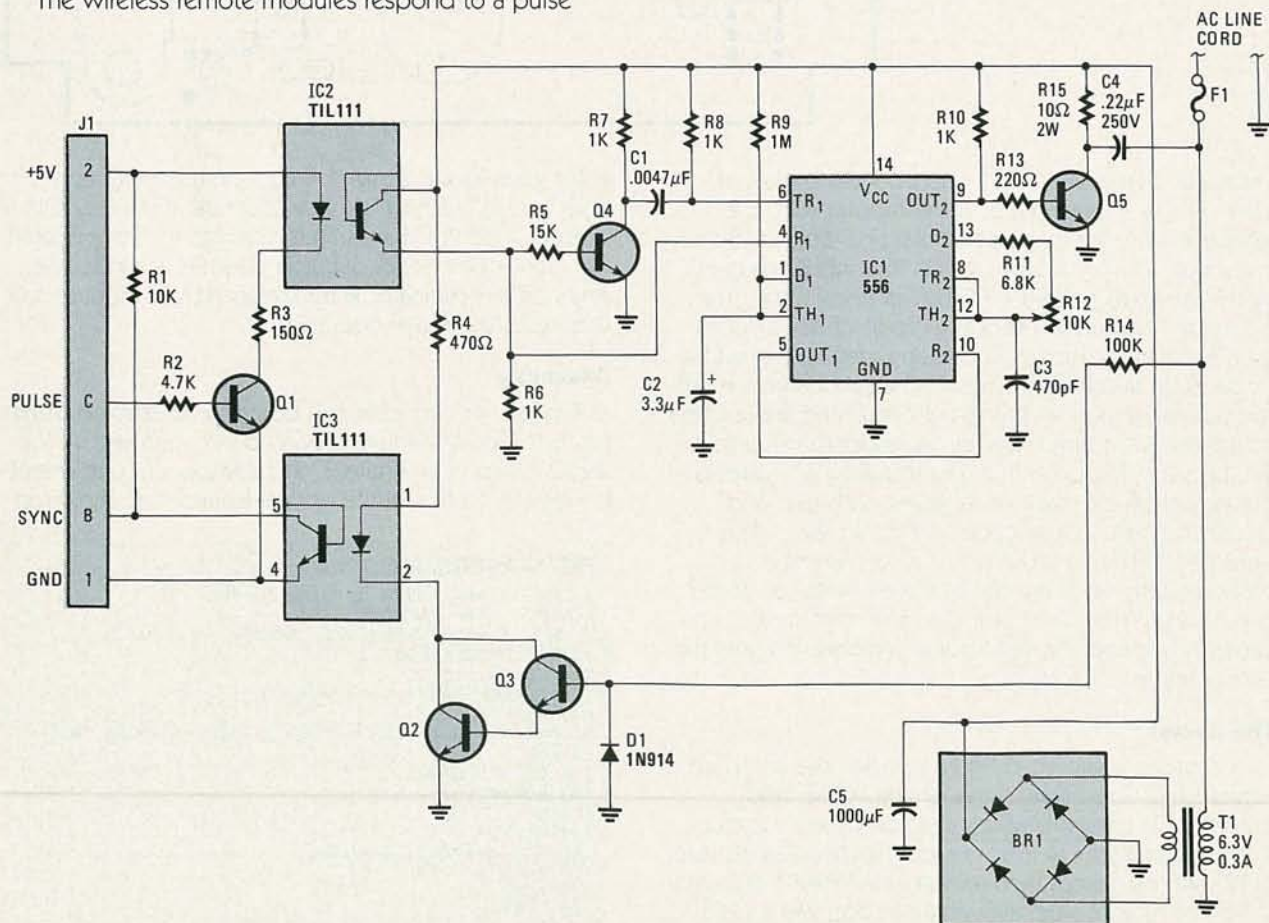 The wireless remote modules respond to a pulse
AC LINE
CORD
F1
IC2
TIL111
J1
+5V
2
R1
10K
R3
150Ω
R2
4.7K
PULSE
C
Q1
IC3
TIL111
SYNC
B
GND
1
5
4
1
2
R4
470Ω
R5
15K
R6
1K
Q4
R7
1K
C1
.0047µF
R8
1K
R9
1M
C2
3.3µF
+
14
VCC
6
TR1
4
R1
1
D1
2
TH1
5
OUT1
IC1
556
GND
7
9
OUT2
13
D2
8
TR2
12
TH2
10
R2
R10
1K
R13
220Ω
R15
10Ω
2W
C4
.22µF
250V
Q5
R11
6.8K
R12
10K
R14
100K
C3
470pF
Q3
Q2
D1
1N914
C5
1000µF
BR1
T1
6.3V
0.3A